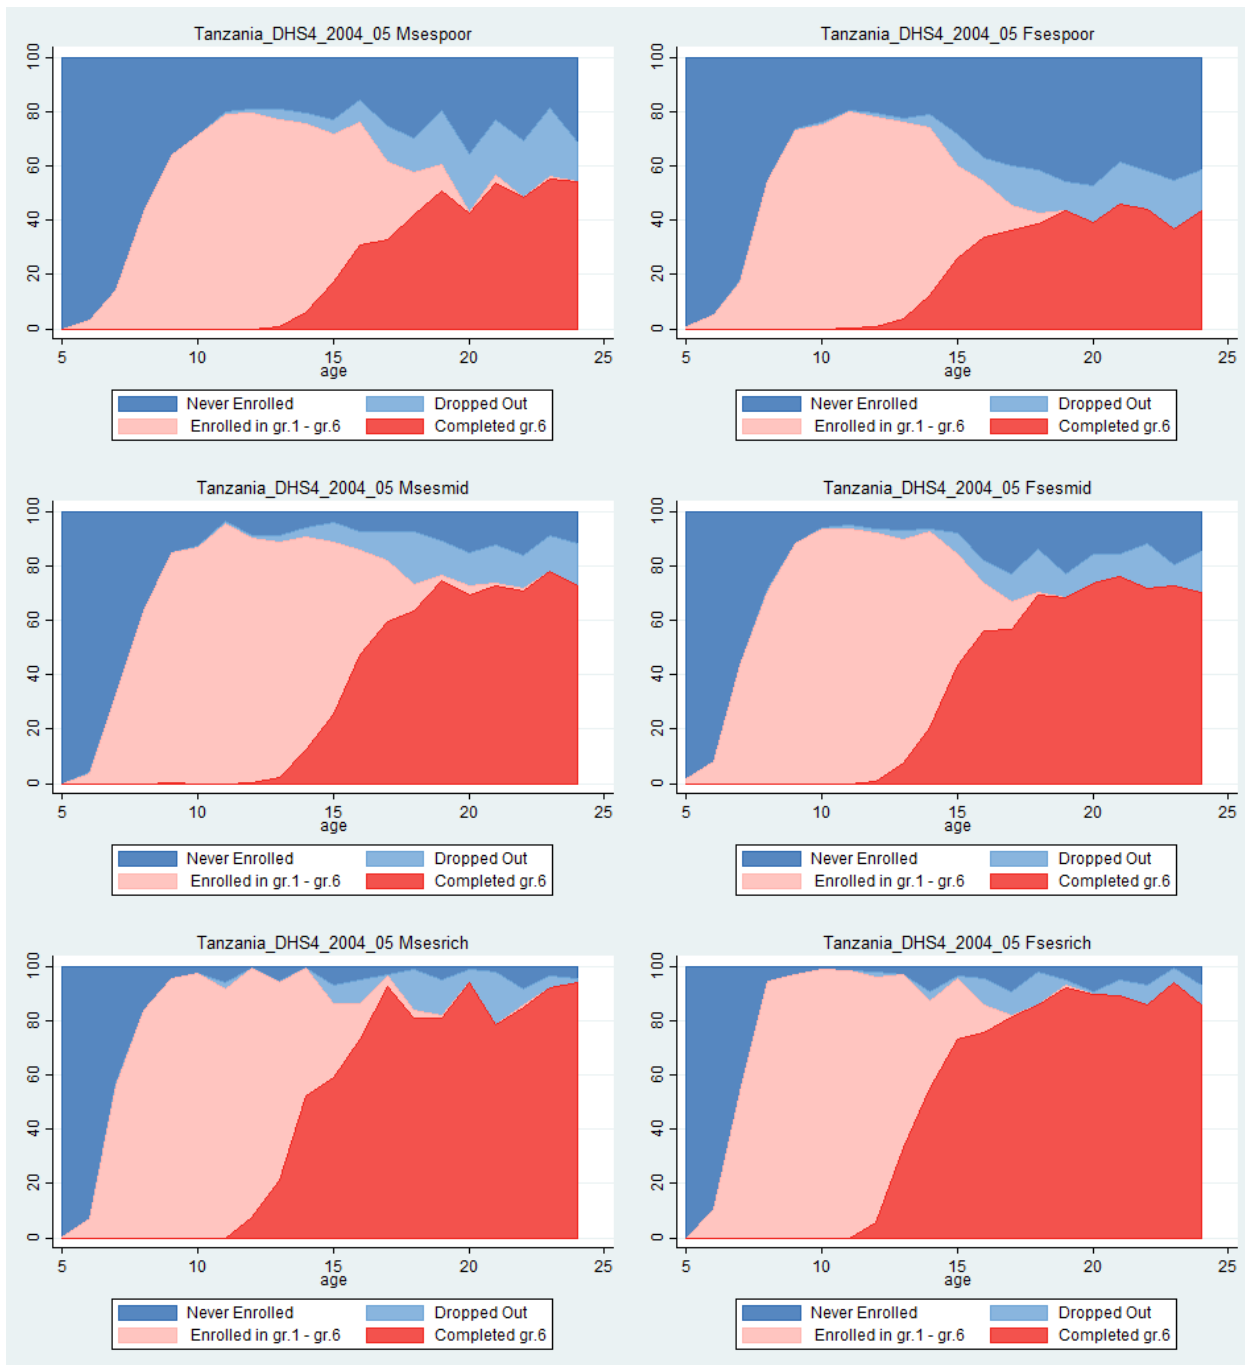 Tanzania_DHS4_2004_05 Msespoor
100
80
60
40
20
0
5 10 15 20 25
age
Never Enrolled Dropped Out
Enrolled in gr.1 - gr.6 Completed gr.6
Tanzania_DHS4_2004_05 Fsespoor
100
80
60
40
20
0
5 10 15 20 25
age
Never Enrolled Dropped Out
Enrolled in gr.1 - gr.6 Completed gr.6
Tanzania_DHS4_2004_05 Msesmid
100
80
60
40
20
0
5 10 15 20 25
age
Never Enrolled Dropped Out
Enrolled in gr.1 - gr.6 Completed gr.6
Tanzania_DHS4_2004_05 Fsesmid
100
80
60
40
20
0
5 10 15 20 25
age
Never Enrolled Dropped Out
Enrolled in gr.1 - gr.6 Completed gr.6
Tanzania_DHS4_2004_05 Msesrich
100
80
60
40
20
0
5 10 15 20 25
age
Never Enrolled Dropped Out
Enrolled in gr.1 - gr.6 Completed gr.6
Tanzania_DHS4_2004_05 Fsesrich
100
80
60
40
20
0
5 10 15 20 25
age
Never Enrolled Dropped Out
Enrolled in gr.1 - gr.6 Completed gr.6